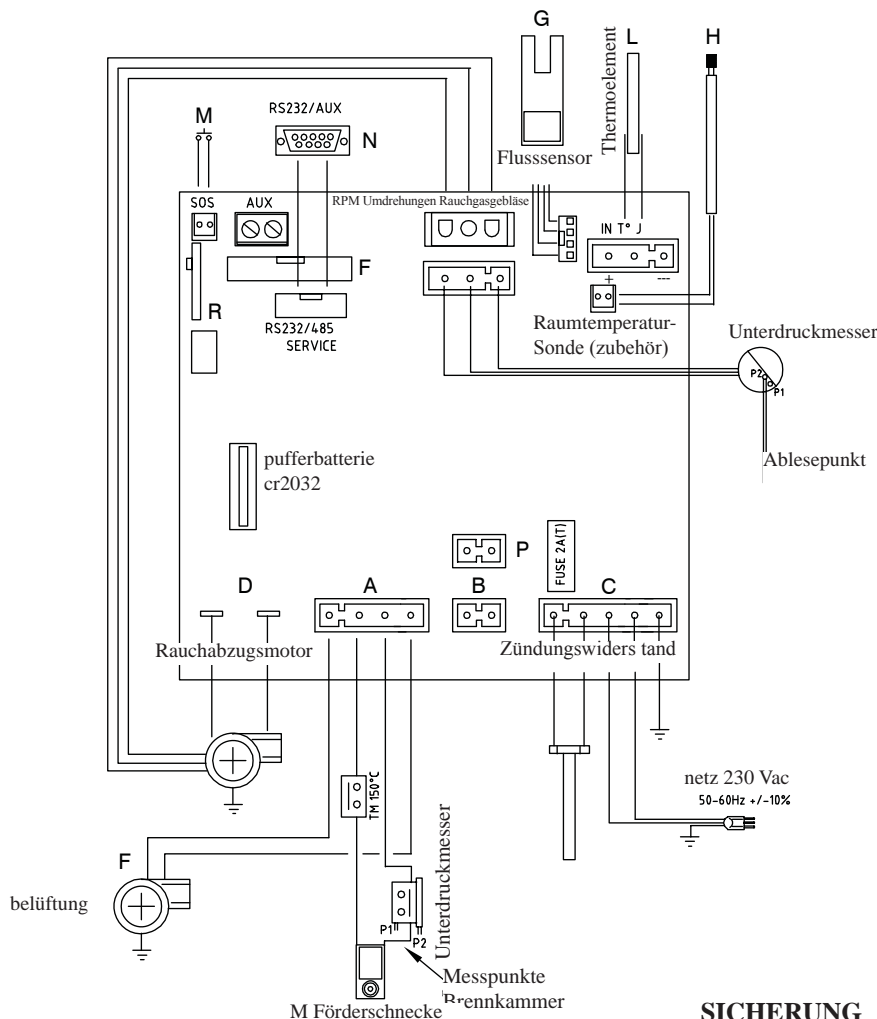 G
L
H
Thermoelement
M
RS232/AUX
N
Flusssensor
SOS
AUX
RPM Umdrehungen Rauchgasgebläse
IN T° J
F
+
---
R
RS232/485
SERVICE
Raumtemperatur-
Sonde (zubehör)
Unterdruckmesser
P2
P1
Ablesepunkt
pufferbatterie
cr2032
P
FUSE 2A(T)
D
A
B
C
Rauchabzugsmotor
Zündungswiders tand
TM 150°C
netz 230 Vac
50-60Hz +/-10%
F
belüftung
Unterdruckmesser
P1
P2
Messpunkte
Brennkammer
M Förderschnecke
SICHERUNG